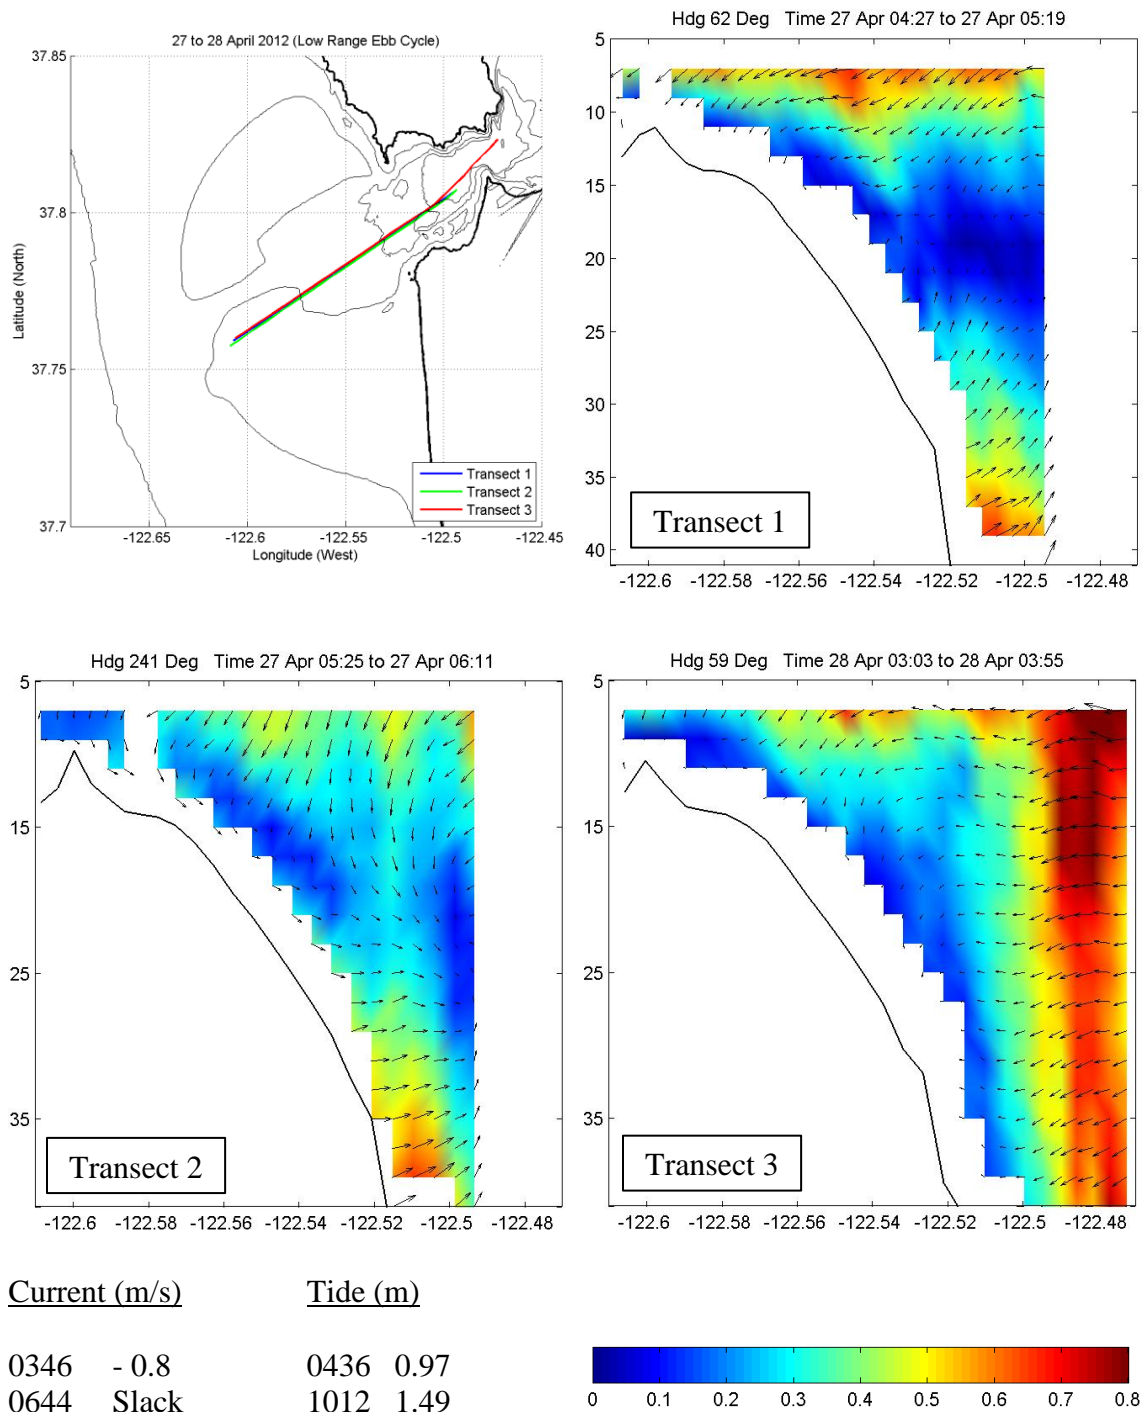 27 to 28 April 2012 (Low Range Ebb Cycle)
37.85
37.8
37.75
37.7
Latitude (North)
-122.65 -122.6 -122.55 -122.5 -122.45
Longitude (West)
Transect 1
Transect 2
Transect 3
Hdg 62 Deg Time 27 Apr 04:27 to 27 Apr 05:19
5
10
15
20
25
30
35
40
Transect 1
-122.6 -122.58 -122.56 -122.54 -122.52 -122.5 -122.48
Hdg 241 Deg Time 27 Apr 05:25 to 27 Apr 06:11
5
15
25
35
Transect 2
-122.6 -122.58 -122.56 -122.54 -122.52 -122.5 -122.48
Hdg 59 Deg Time 28 Apr 03:03 to 28 Apr 03:55
5
15
25
35
Transect 3
-122.6 -122.58 -122.56 -122.54 -122.52 -122.5 -122.48
Current (m/s) Tide (m)
0346 - 0.8 0436 0.97
0644 Slack 1012 1.49
0 0.1 0.2 0.3 0.4 0.5 0.6 0.7 0.8